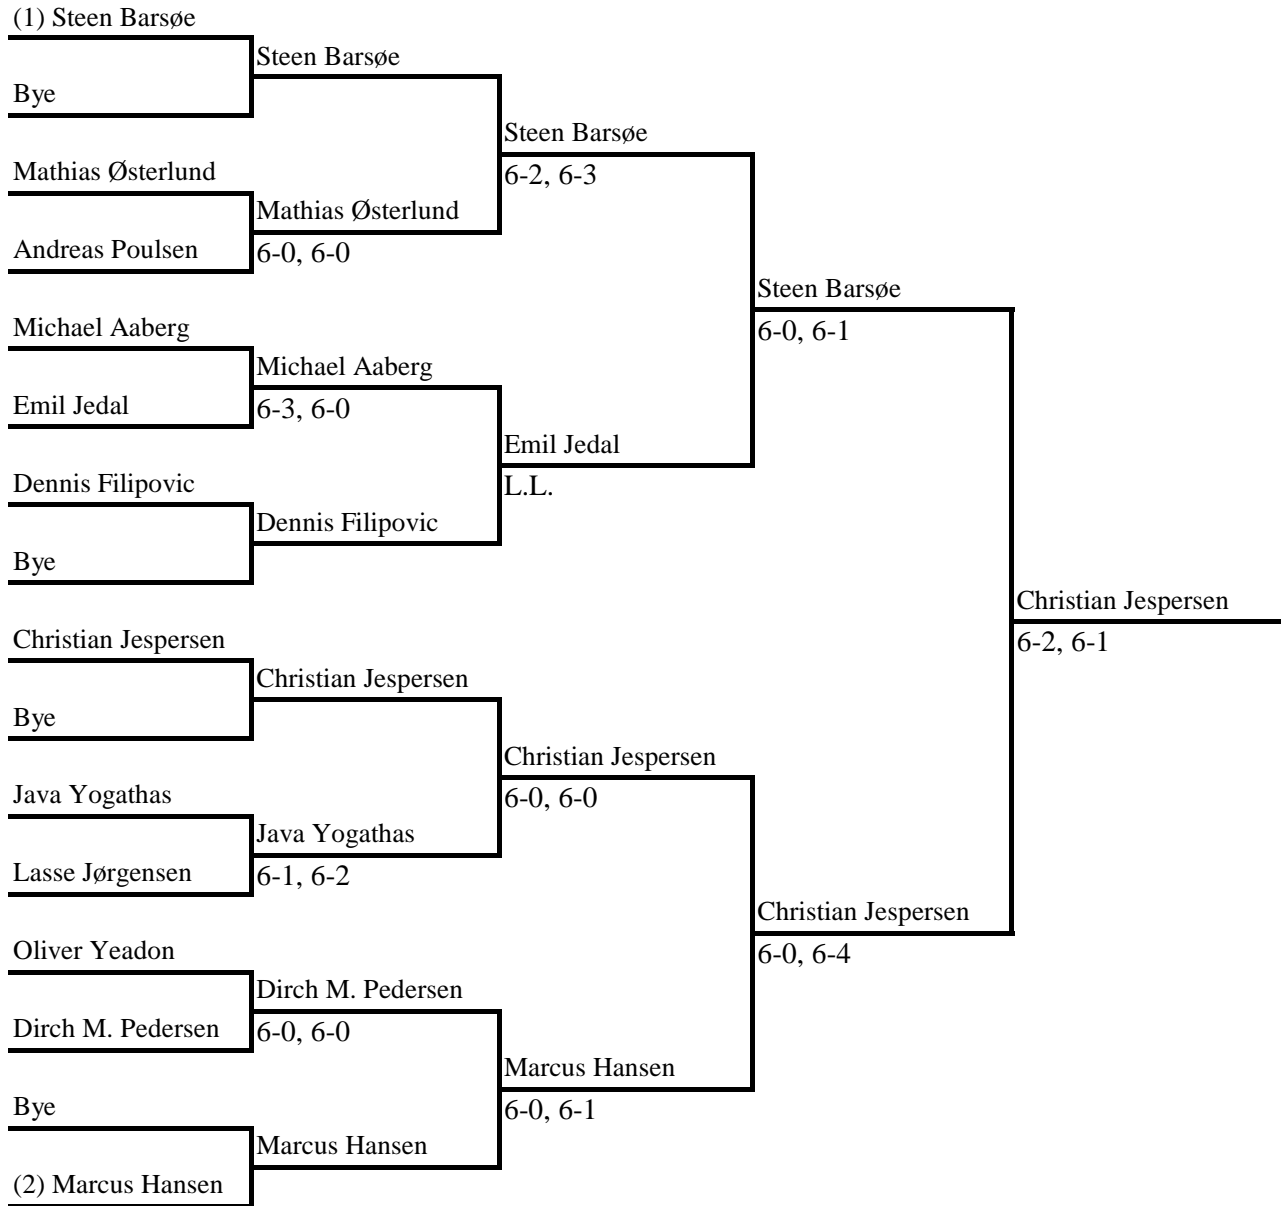 (1) Steen Barsøe
Steen Barsøe
Bye
Steen Barsøe
Mathias Østerlund
6-2, 6-3
Mathias Østerlund
Andreas Poulsen
6-0, 6-0
Steen Barsøe
Michael Aaberg
6-0, 6-1
Michael Aaberg
Emil Jedal
6-3, 6-0
Emil Jedal
Dennis Filipovic
L.L.
Dennis Filipovic
Bye
Christian Jespersen
Christian Jespersen
6-2, 6-1
Christian Jespersen
Bye
Christian Jespersen
Java Yogathas
6-0, 6-0
Java Yogathas
Lasse Jørgensen
6-1, 6-2
Christian Jespersen
Oliver Yeadon
6-0, 6-4
Dirch M. Pedersen
Dirch M. Pedersen
6-0, 6-0
Marcus Hansen
Bye
6-0, 6-1
Marcus Hansen
(2) Marcus Hansen